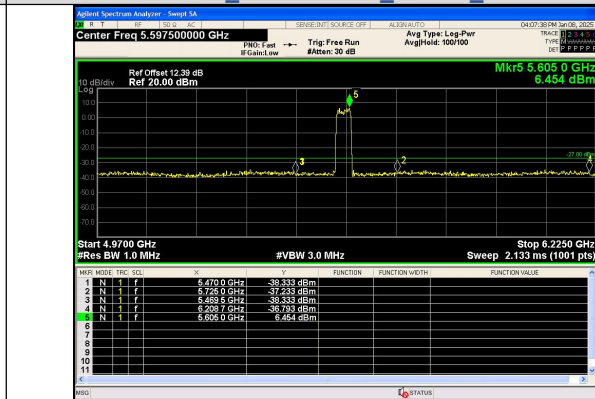 Agilent Spectrum Analyzer - Swept SA
R T RF 50 Ω AC SENSE:INT SOURCE OFF ALIGN AUTO 04:07:38 PM Jan 08, 2025
Center Freq 5.597500000 GHz
PNO: Fast Trig: Free Run Avg Type: Log-Pwr TRACE 1 2 3 4 5
IFGain:Low #Atten: 30 dB Avg|Hold: 100/100 TYPE M
DET P P P P P
Mkr5 5.605 0 GHz
6.454 dBm
Ref Offset 12.39 dB
10 dB/div Ref 20.00 dBm
Log
10.0
0.00
-10.0
-20.0
-30.0
-40.0
-50.0
-60.0
-70.0
5
3
2
4
-27.00 dBm
Start 4.9700 GHz Stop 6.2250 GHz
#Res BW 1.0 MHz #VBW 3.0 MHz Sweep 2.133 ms (1001 pts)
MKR MODE TRC SCL X Y FUNCTION FUNCTION WIDTH FUNCTION VALUE
1 N 1 f 5.470 0 GHz -38.333 dBm
2 N 1 f 5.725 0 GHz -37.233 dBm
3 N 1 f 5.469 5 GHz -38.333 dBm
4 N 1 f 6.208 7 GHz -36.793 dBm
5 N 1 f 5.605 0 GHz 6.454 dBm
6
7
8
9
10
11
MSG STATUS